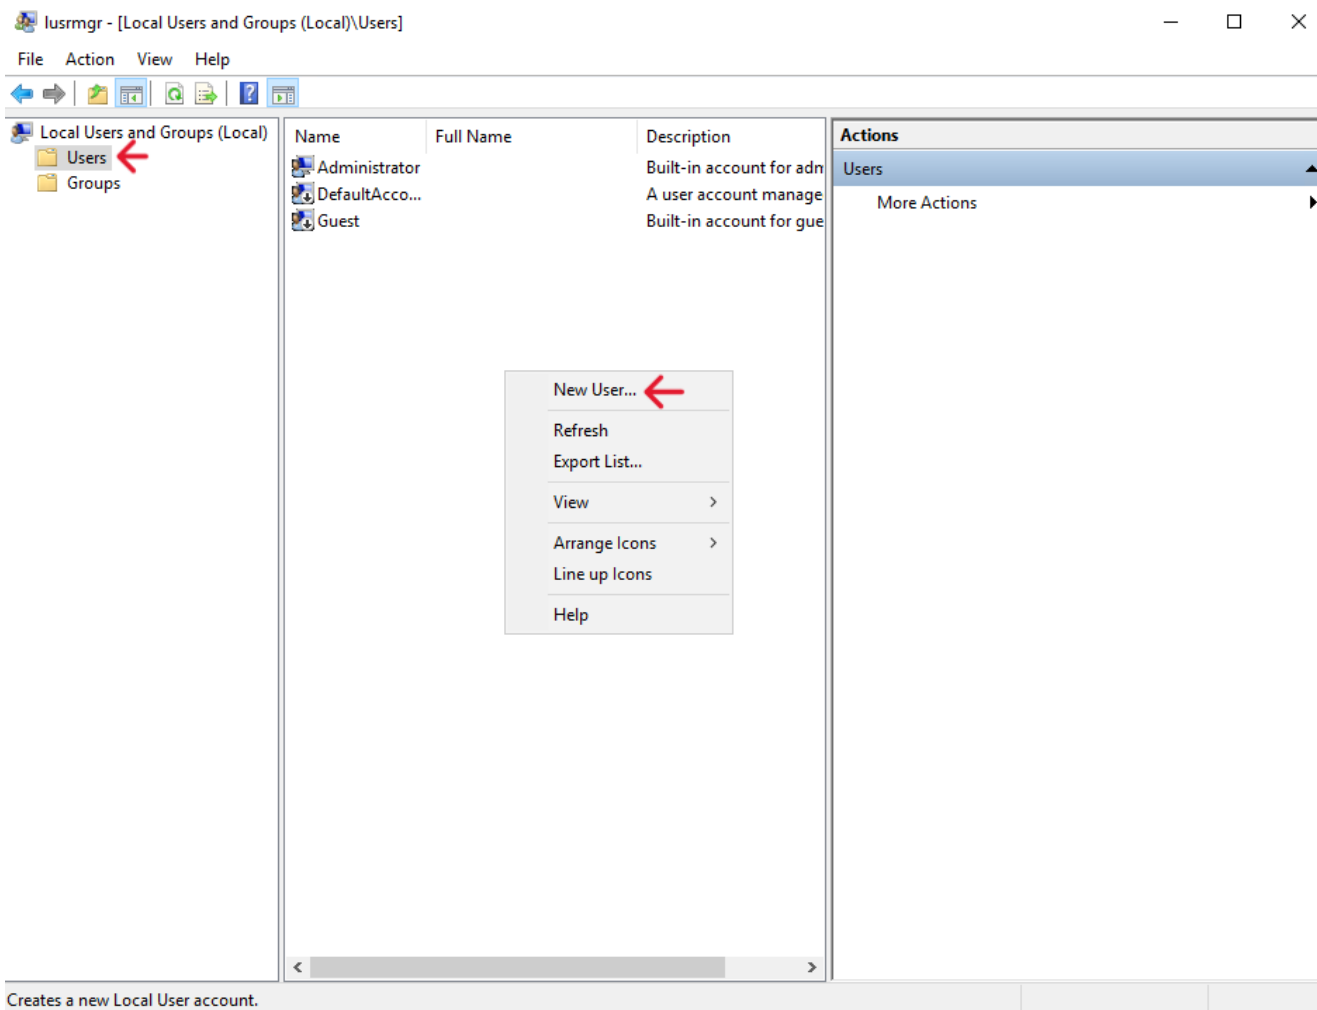 lusrmgr - [Local Users and Groups (Local)\Users]
File Action View Help
Local Users and Groups (Local)
Users
Groups
Name Full Name Description
Administrator Built-in account for adm
DefaultAcco... A user account manage
Guest Built-in account for gue
New User...
Refresh
Export List...
View
Arrange Icons
Line up Icons
Help
Actions
Users
More Actions
Creates a new Local User account.